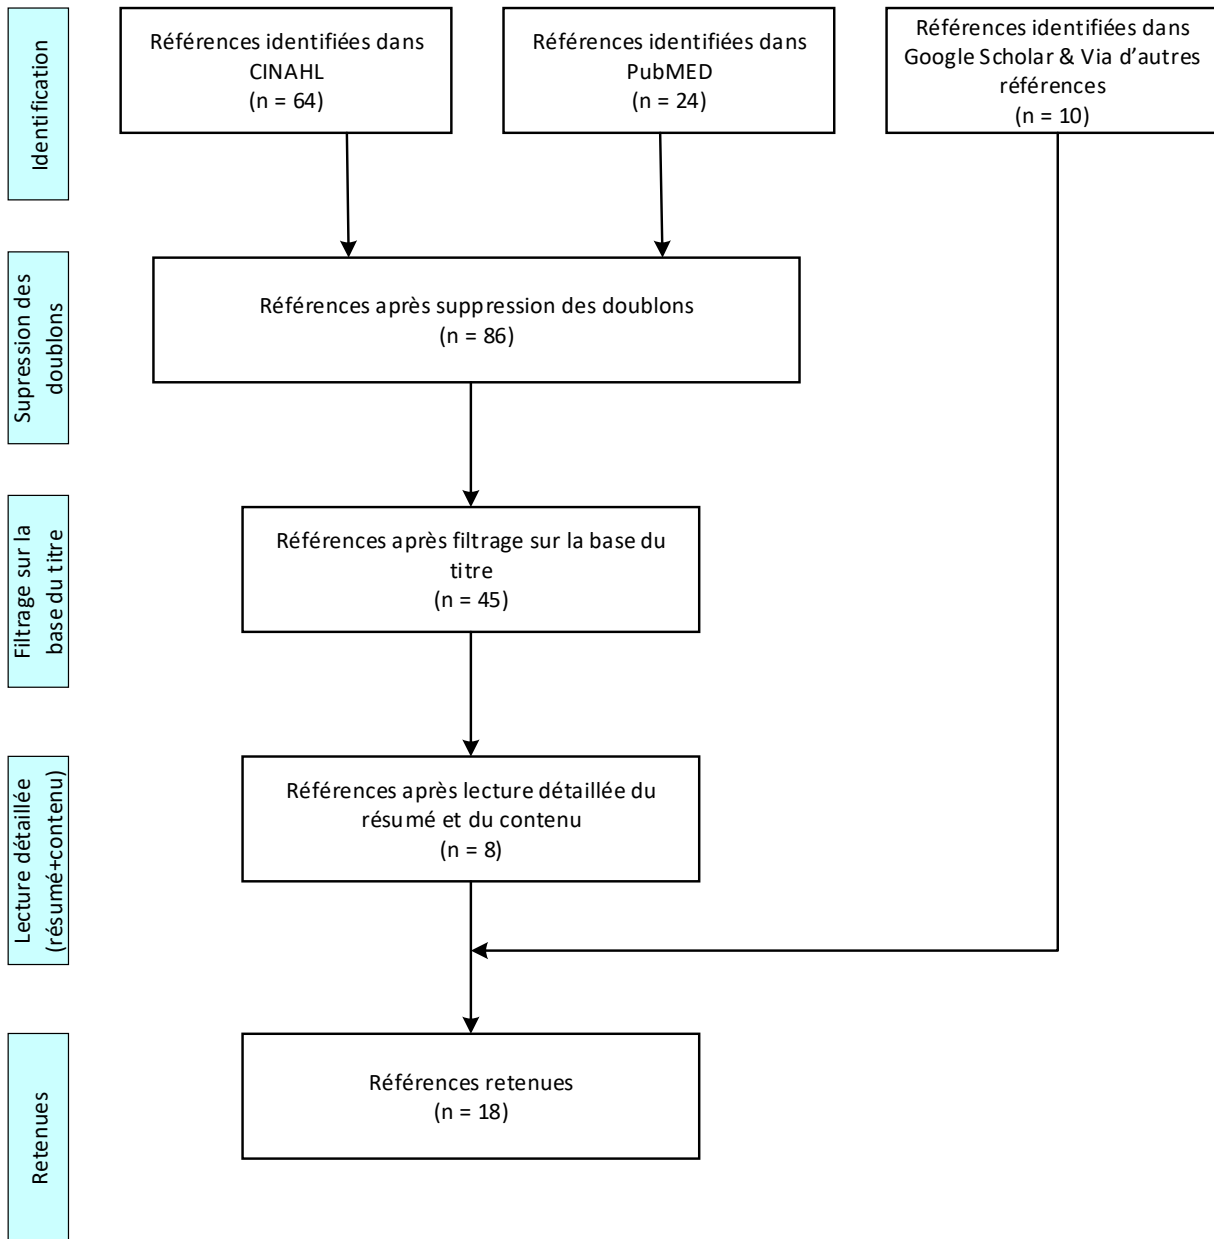 Identification
Références identifiées dans
CINAHL
(n = 64)
Références identifiées dans
PubMED
(n = 24)
Références identifiées dans
Google Scholar & Via d’autres
références
(n = 10)
Supression des
doublons
Références après suppression des doublons
(n = 86)
Filtrage sur la
base du titre
Références après filtrage sur la base du
titre
(n = 45)
Lecture détaillée
(résumé+contenu)
Références après lecture détaillée du
résumé et du contenu
(n = 8)
Retenues
Références retenues
(n = 18)